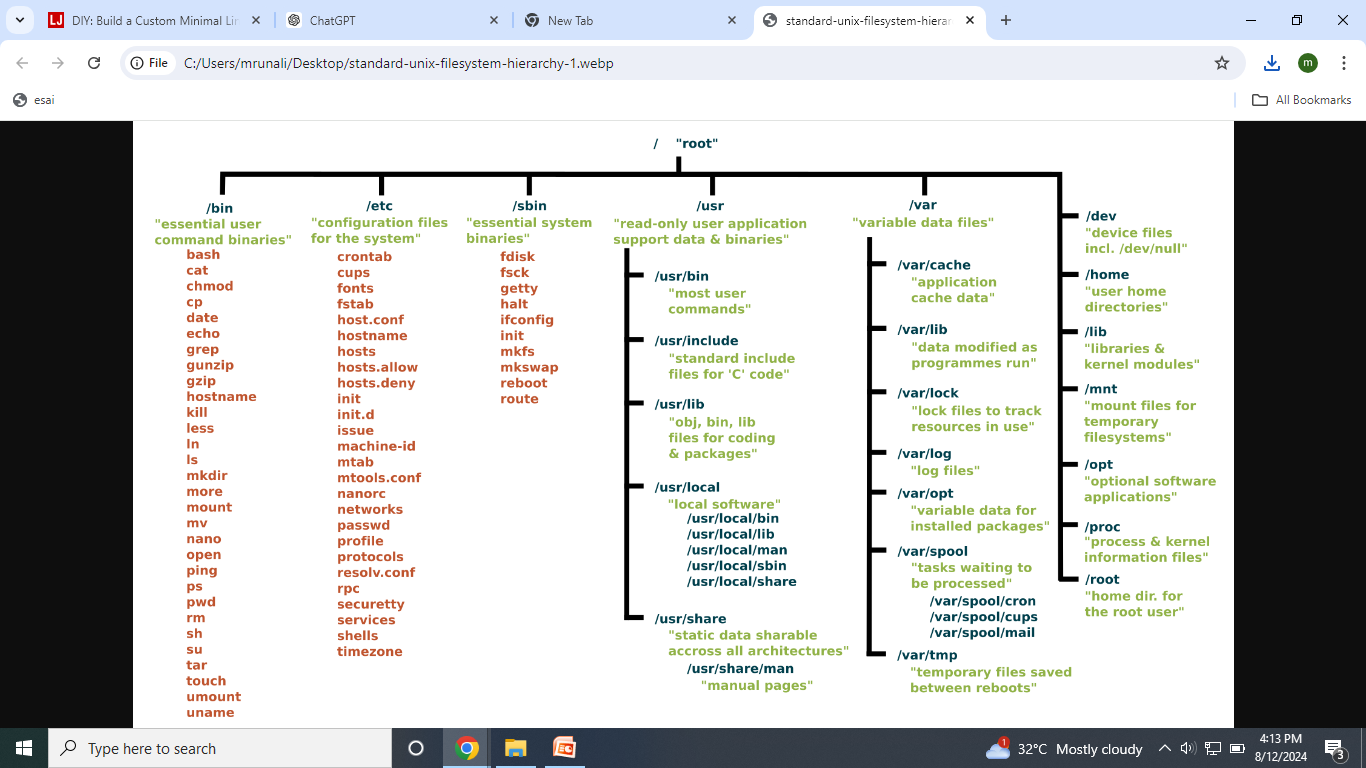 DIY: Build a Custom Minimal Lin
ChatGPT
New Tab
standard-unix-filesystem-hierar
File
C:/Users/mrunali/Desktop/standard-unix-filesystem-hierarchy-1.webp
m
esai
All Bookmarks
/ "root"
/bin
"essential user
command binaries"
bash
cat
chmod
cp
date
echo
grep
gunzip
gzip
hostname
kill
less
ln
ls
mkdir
more
mount
mv
nano
open
ping
ps
pwd
rm
sh
su
tar
touch
umount
uname
/etc
"configuration files
for the system"
crontab
cups
fonts
fstab
host.conf
hostname
hosts
hosts.allow
hosts.deny
init
init.d
issue
machine-id
mtab
mtools.conf
nanorc
networks
passwd
profile
protocols
resolv.conf
rpc
securetty
services
shells
timezone
/sbin
"essential system
binaries"
fdisk
fsck
getty
halt
ifconfig
init
mkfs
mkswap
reboot
route
/usr
"read-only user application
support data & binaries"
/usr/bin
"most user
commands"
/usr/include
"standard include
files for 'C' code"
/usr/lib
"obj, bin, lib
files for coding
& packages"
/usr/local
"local software"
/usr/local/bin
/usr/local/lib
/usr/local/man
/usr/local/sbin
/usr/local/share
/usr/share
"static data sharable
accross all architectures"
/usr/share/man
"manual pages"
/var
"variable data files"
/var/cache
"application
cache data"
/var/lib
"data modified as
programmes run"
/var/lock
"lock files to track
resources in use"
/var/log
"log files"
/var/opt
"variable data for
installed packages"
/var/spool
"tasks waiting to
be processed"
/var/spool/cron
/var/spool/cups
/var/spool/mail
/var/tmp
"temporary files saved
between reboots"
/dev
"device files
incl. /dev/null"
/home
"user home
directories"
/lib
"libraries &
kernel modules"
/mnt
"mount files for
temporary
filesystems"
/opt
"optional software
applications"
/proc
"process & kernel
information files"
/root
"home dir. for
the root user"
Type here to search
1
32°C Mostly cloudy
4:13 PM
8/12/2024
3